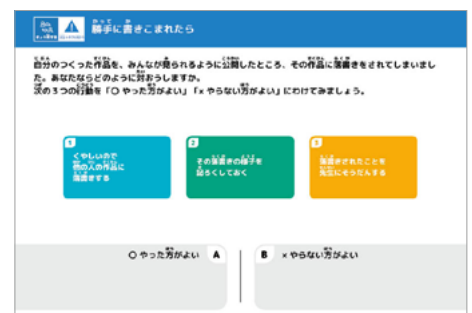 勝手に書きこまれたら
自分のつくった作品を、みんなが見られるように公開したところ、その作品に落書きをされてしまいまし
た。あなたならどのように対おうしますか。
次の3つの行動を「〇 やった方がよい」「× やらない方がよい」にわけてみましょう。
1
くやしいので
他の人の作品に
落書きする
2
その落書きの様子を
記ろくしておく
3
落書きされたことを
先生にそうだんする
〇 やった方がよい A
B × やらない方がよい